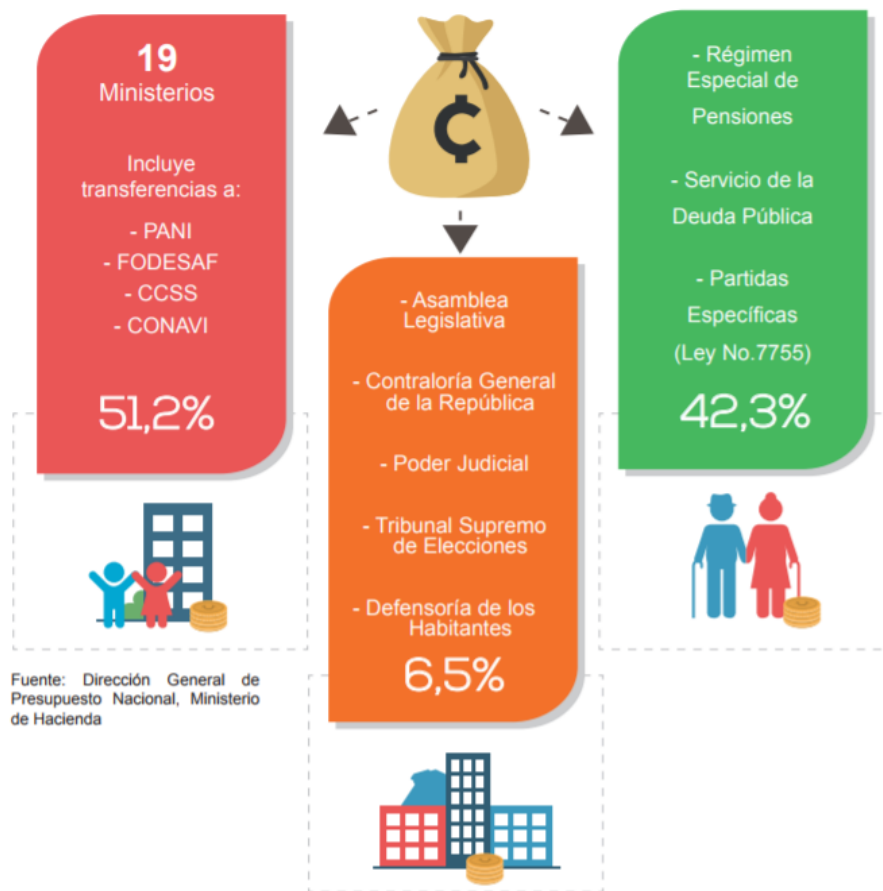 19
Ministerios
Incluye
transferencias a:
- PANI
- FODESAF
- CCSS
- CONAVI
51,2%
₵
- Asamblea
Legislativa
- Contraloría General
de la República
- Poder Judicial
- Tribunal Supremo
de Elecciones
- Defensoría de los
Habitantes
6,5%
- Régimen
Especial de
Pensiones
- Servicio de la
Deuda Pública
- Partidas
Específicas
(Ley No.7755)
42,3%
Fuente: Dirección General de
Presupuesto Nacional, Ministerio
de Hacienda